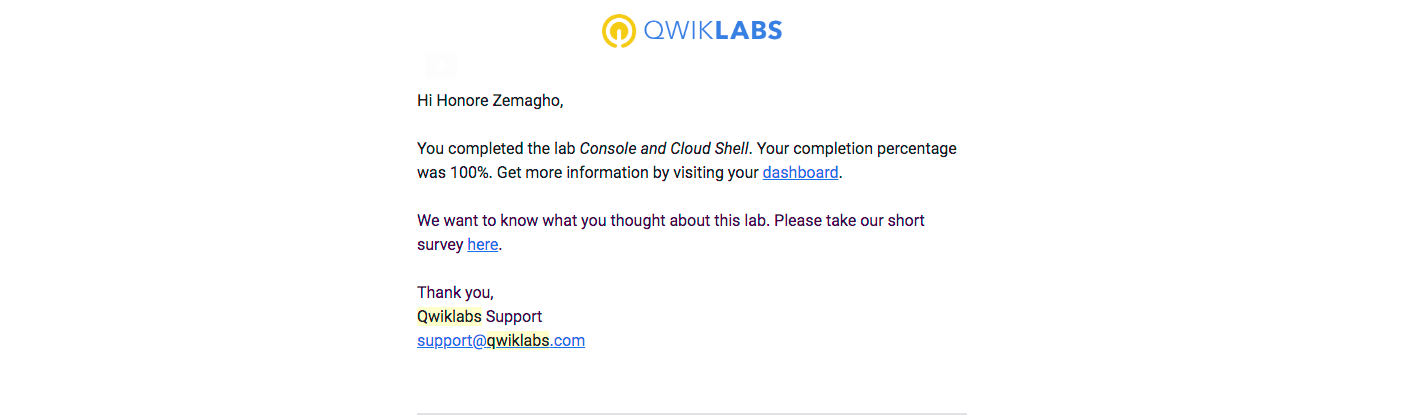 QWIKLABS
Hi Honore Zemagho,
You completed the lab Console and Cloud Shell. Your completion percentage
was 100%. Get more information by visiting your dashboard.
We want to know what you thought about this lab. Please take our short
survey here.
Thank you,
Qwiklabs Support
support@qwiklabs.com